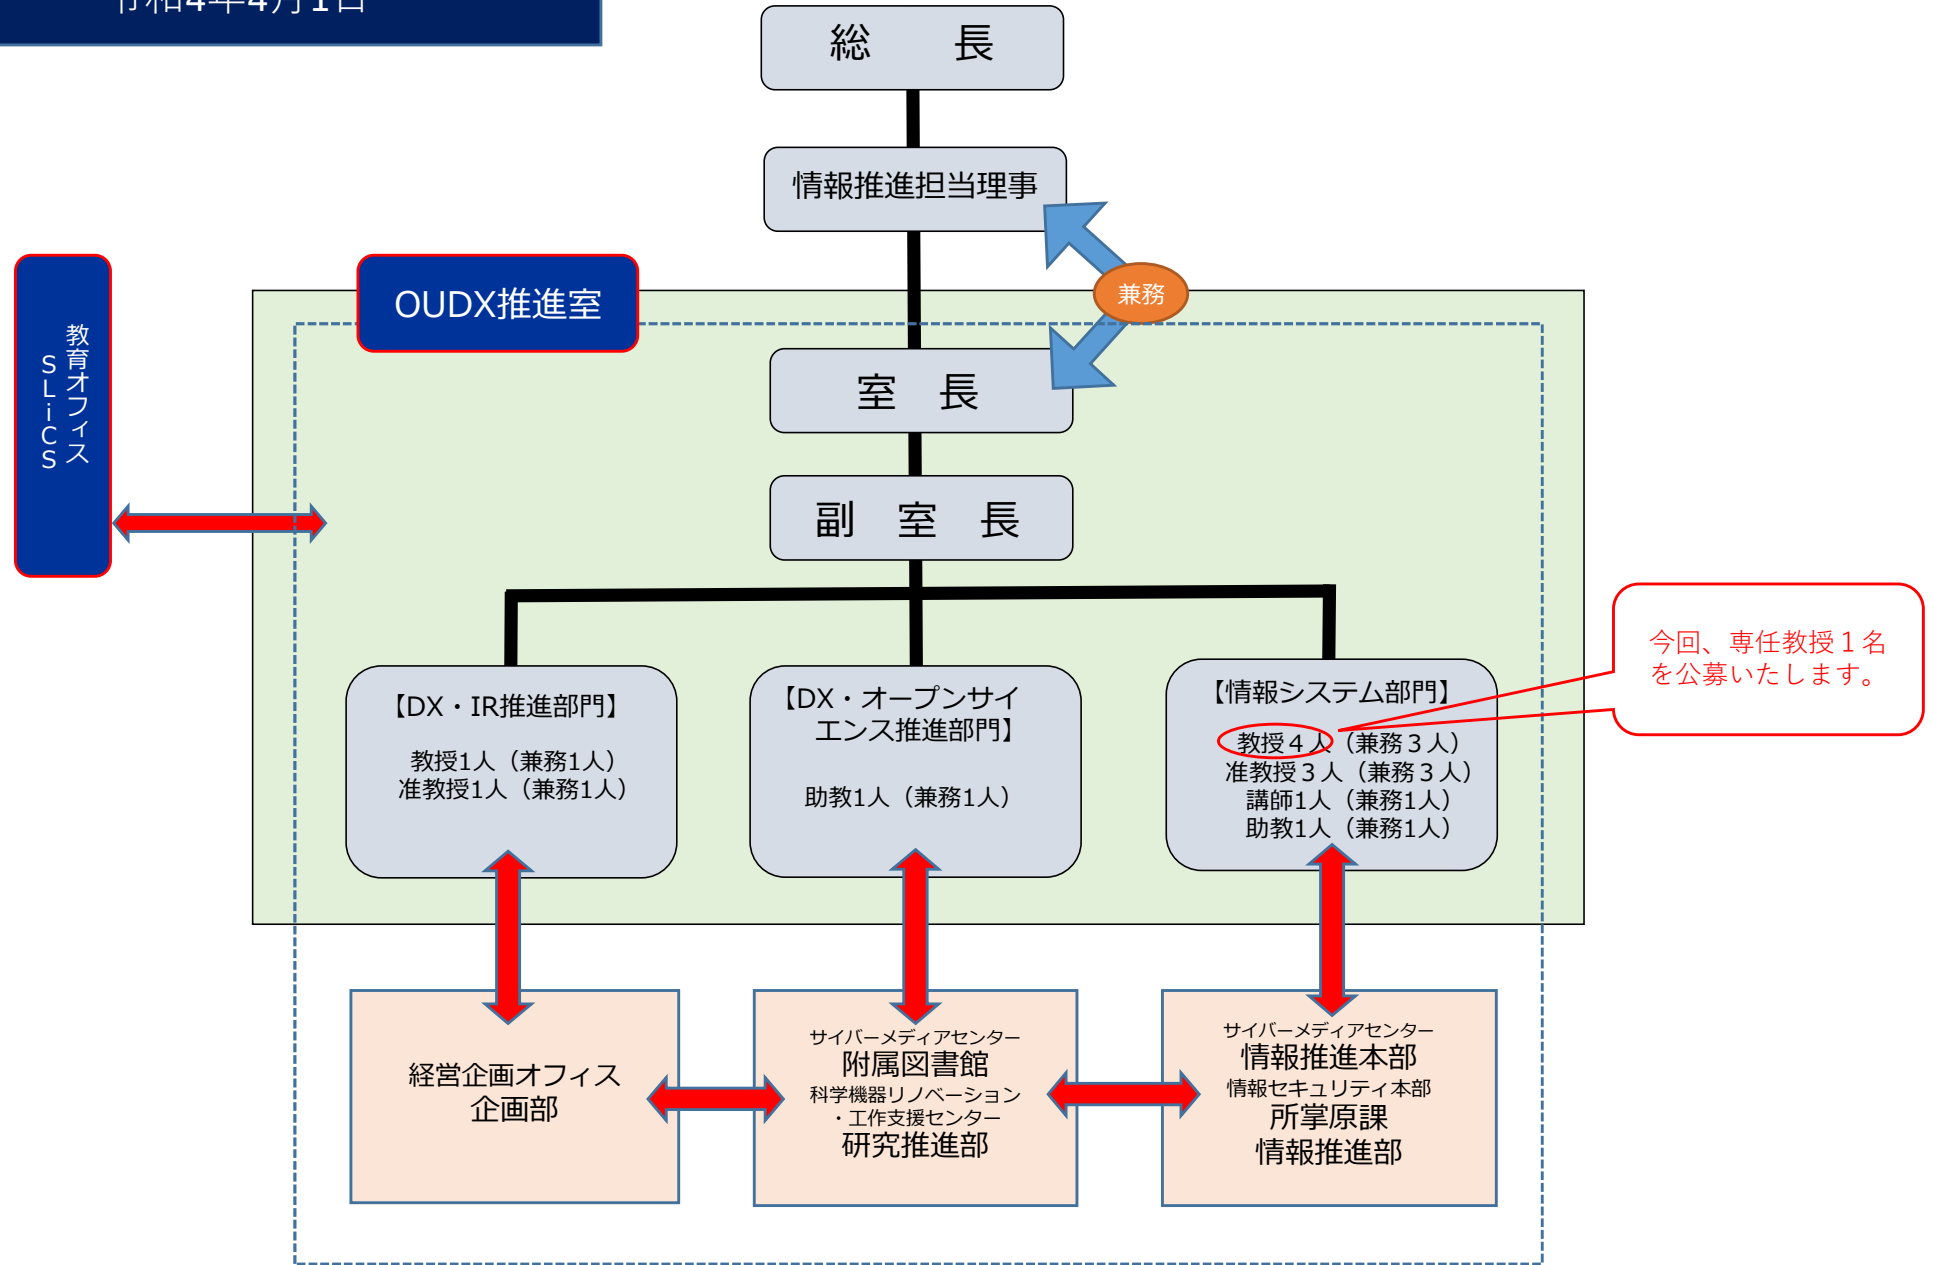 令和4年4月1日
総　　長
情報推進担当理事
兼務
OUDX推進室
教育オフィス
SLiCS
室　長
副　室　長
今回、専任教授１名
を公募いたします。
【DX・IR推進部門】
教授1人（兼務1人）
准教授1人（兼務1人）
【DX・オープンサイ
エンス推進部門】
助教1人（兼務1人）
【情報システム部門】
教授４人（兼務３人）
准教授３人（兼務３人）
講師1人（兼務1人）
助教1人（兼務1人）
経営企画オフィス
企画部
サイバーメディアセンター
附属図書館
科学機器リノベーション
・工作支援センター
研究推進部
サイバーメディアセンター
情報推進本部
情報セキュリティ本部
所掌原課
情報推進部